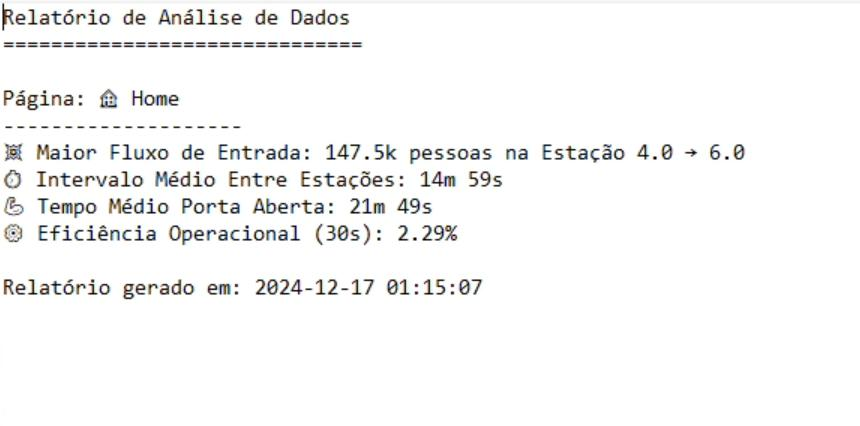 Relatório de Análise de Dados
==============================
Página: 🏠 Home
--------------------
Maior Fluxo de Entrada: 147.5k pessoas na Estação 4.0 → 6.0
⏱ Intervalo Médio Entre Estações: 14m 59s
💪 Tempo Médio Porta Aberta: 21m 49s
⚙ Eficiência Operacional (30s): 2.29%
Relatório gerado em: 2024-12-17 01:15:07